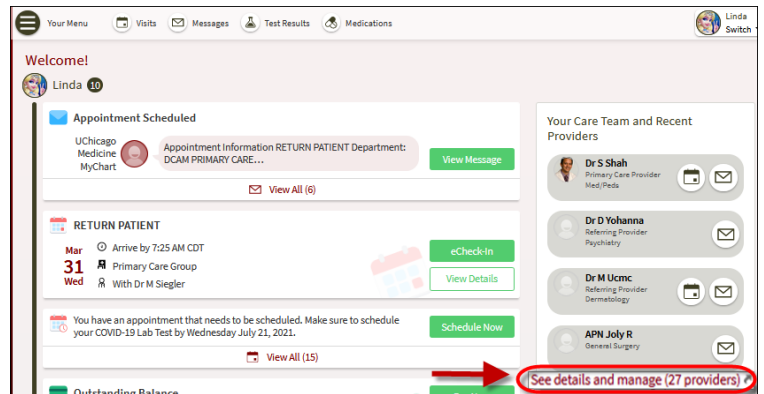 Your Menu Visits Messages Test Results Medications
Linda
Switch
Welcome!
Linda 10
Appointment Scheduled
UChicago
Medicine
MyChart
Appointment Information RETURN PATIENT Department:
DCAM PRIMARY CARE...
View Message
View All (6)
RETURN PATIENT
Mar
31
Wed
Arrive by 7:25 AM CDT
Primary Care Group
With Dr M Siegler
eCheck-In
View Details
You have an appointment that needs to be scheduled. Make sure to schedule
your COVID-19 Lab Test by Wednesday July 21, 2021.
Schedule Now
View All (15)
Outstanding Balance
Your Care Team and Recent
Providers
Dr S Shah
Primary Care Provider
Med/Peds
Dr D Yohanna
Referring Provider
Psychiatry
Dr M Ucmc
Referring Provider
Dermatology
APN Joly R
General Surgery
See details and manage (27 providers)